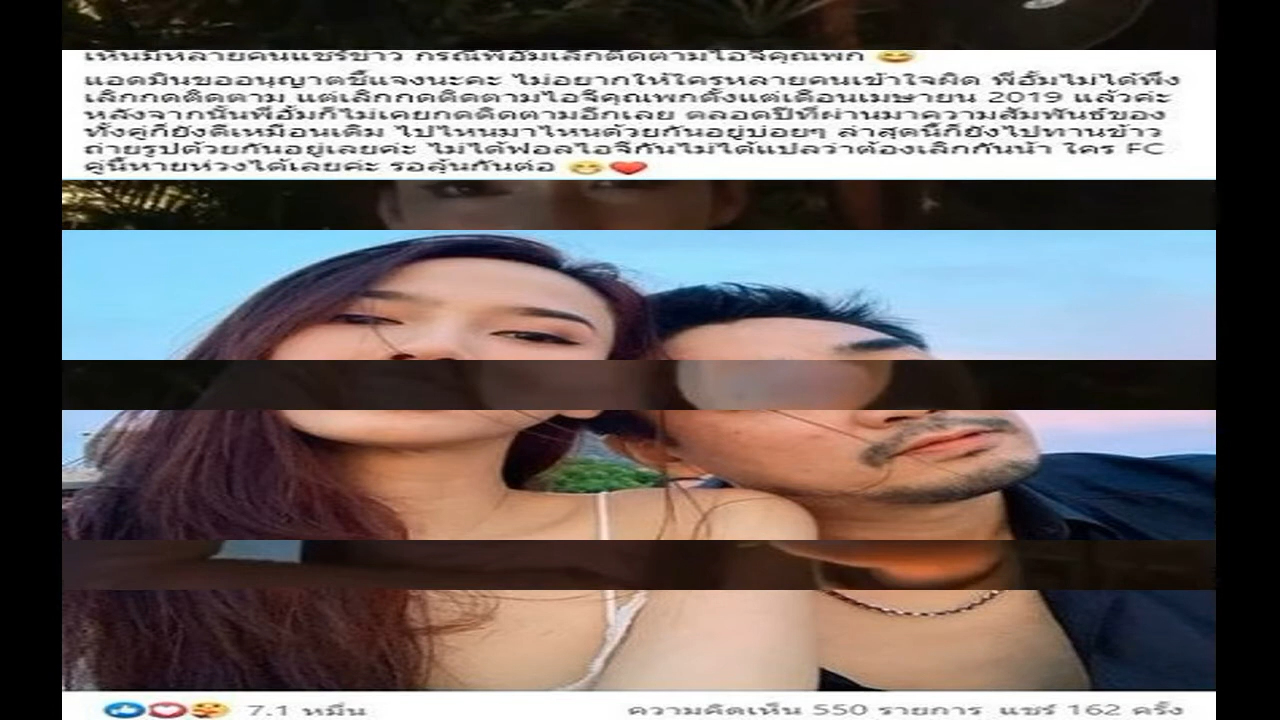 เห็นมีหลายคนแชร์ข่าว กรณีพี่อั้มเลิกติดตามไอจีคุณพก 😄
แอดมินขออนุญาตชี้แจงนะคะ ไม่อยากให้ใครหลายคนเข้าใจผิด พี่อั้มไม่ได้พึ่ง
เลิกกดติดตาม แต่เลิกกดติดตามไอจีคุณพกตั้งแต่เดือนเมษายน 2019 แล้วค่ะ
หลังจากนั้นพี่อั้มก็ไม่เคยกดติดตามอีกเลย ตลอดปีที่ผ่านมาความสัมพันธ์ของ
ทั้งคู่ก็ยังดีเหมือนเดิม ไปไหนมาไหนด้วยกันอยู่บ่อยๆ ล่าสุดนี้ก็ยังไปทานข้าว
ถ่ายรูปด้วยกันอยู่เลยค่ะ ไม่ได้ฟอลไอจีกันไม่ได้แปลว่าต้องเลิกกันน้า ใคร FC
คู่นี้หายห่วงได้เลยค่ะ รอลุ้นกันต่อ 😁❤️
7.1 หมื่น ความคิดเห็น 550 รายการ แชร์ 162 ครั้ง